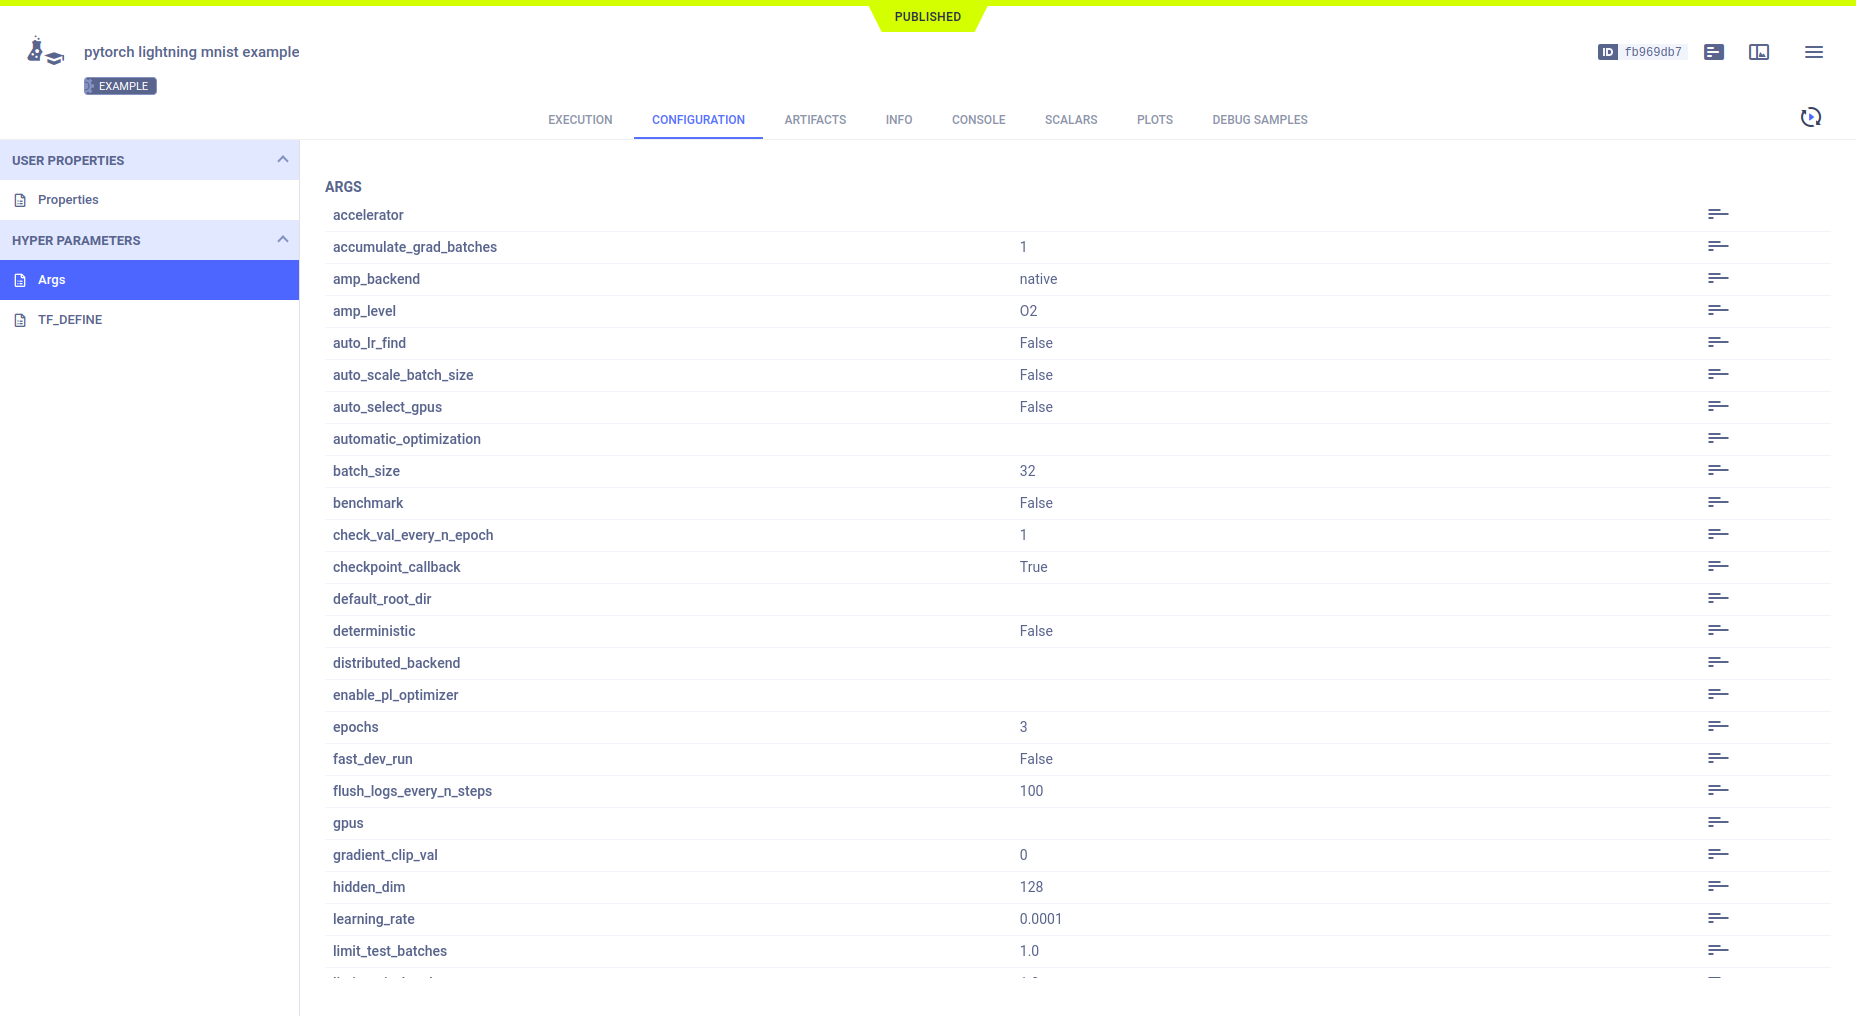 PUBLISHED
pytorch lightning mnist example
ID fb969db7
EXAMPLE
EXECUTION CONFIGURATION ARTIFACTS INFO CONSOLE SCALARS PLOTS DEBUG SAMPLES
USER PROPERTIES
Properties
HYPER PARAMETERS
Args
TF_DEFINE
ARGS
accelerator
accumulate_grad_batches 1
amp_backend native
amp_level O2
auto_lr_find False
auto_scale_batch_size False
auto_select_gpus False
automatic_optimization
batch_size 32
benchmark False
check_val_every_n_epoch 1
checkpoint_callback True
default_root_dir
deterministic False
distributed_backend
enable_pl_optimizer
epochs 3
fast_dev_run False
flush_logs_every_n_steps 100
gpus
gradient_clip_val 0
hidden_dim 128
learning_rate 0.0001
limit_test_batches 1.0